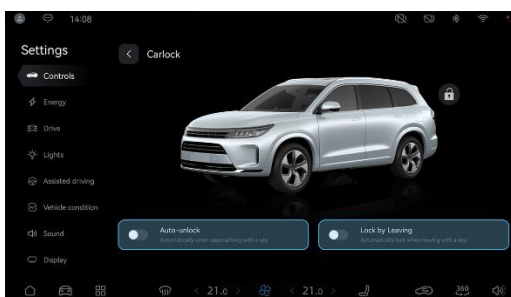 14:08
Settings
Carlock
Controls
Energy
Drive
Lights
Assisted driving
Vehicle condition
Sound
Display
Auto-unlock
Automatically when approaching with a key
Lock by Leaving
Automatically lock when leaving with a key
< 21.0 >
< 21.0 >
360